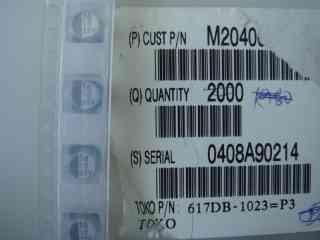 (P) CUST P/N M2040
(Q) QUANTITY 2000
(S) SERIAL 0408A90214
TOKO P/N: 617DB-1023=P3
TOKO